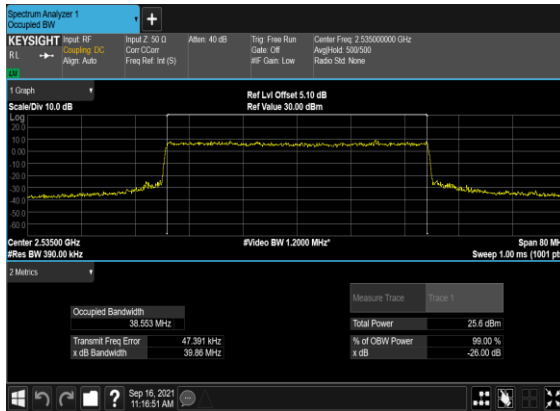 Spectrum Analyzer 1
Occupied BW
+
KEYSIGHT Input: RF Input Z: 50 Ω Atten: 40 dB Trig: Free Run Center Freq: 2.535000000 GHz
RL Coupling: DC Corr CCorr Gate: Off Avg|Hold: 500/500
Align: Auto Freq Ref: Int (S) #IF Gain: Low Radio Std: None
1 Graph
Ref Lvl Offset 5.10 dB
Scale/Div 10.0 dB Ref Value 30.00 dBm
Log
20.0
10.0
0.00
-10.0
-20.0
-30.0
-40.0
-50.0
-60.0
Center 2.53500 GHz #Video BW 1.2000 MHz* Span 80 MH
#Res BW 390.00 kHz Sweep 1.00 ms (1001 pt
2 Metrics
Measure Trace Trace 1
Occupied Bandwidth
38.553 MHz Total Power 25.6 dBm
Transmit Freq Error 47.391 kHz % of OBW Power 99.00 %
x dB Bandwidth 39.86 MHz x dB -26.00 dB
? Sep 16, 2021
11:16:51 AM